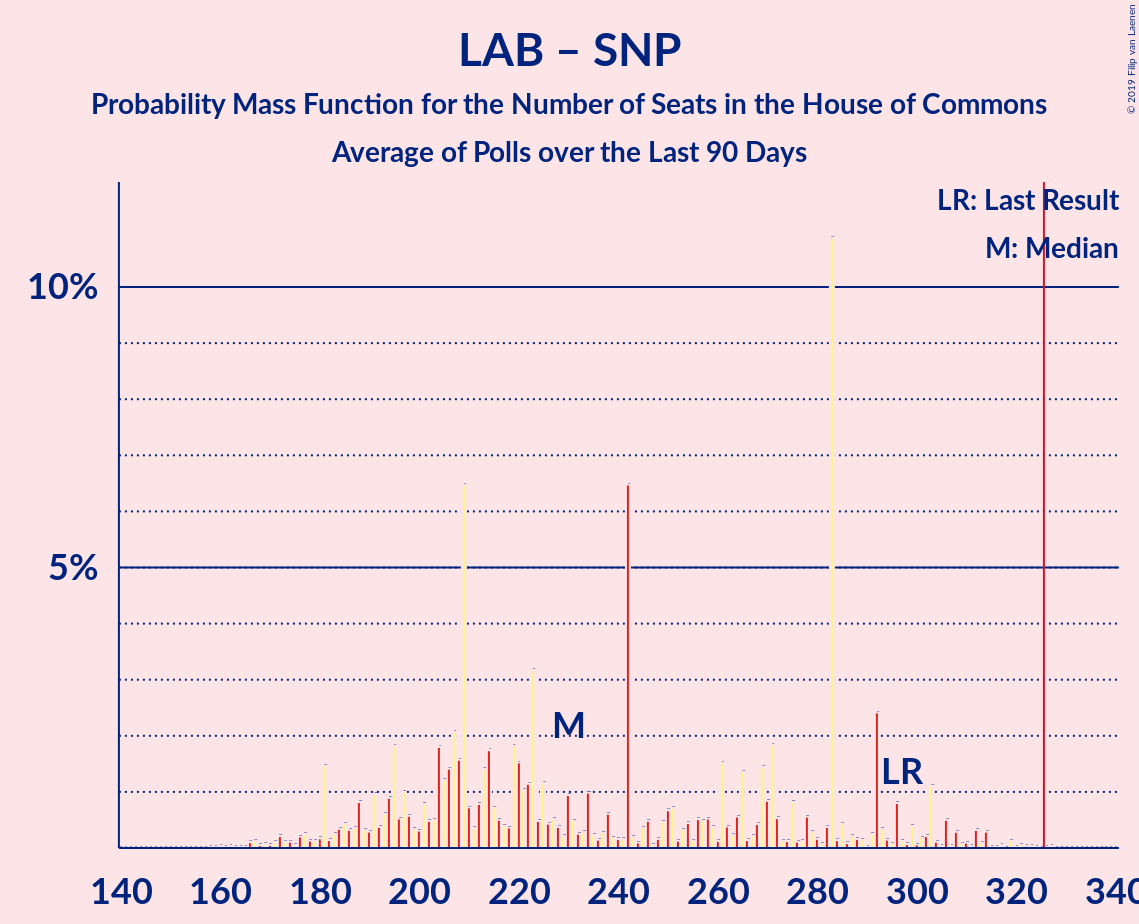 LAB – SNP
Probability Mass Function for the Number of Seats in the House of Commons
Average of Polls over the Last 90 Days
© 2019 Filip van Laenen
LR: Last Result
M: Median
10%
5%
M
LR
140 160 180 200 220 240 260 280 300 320 340